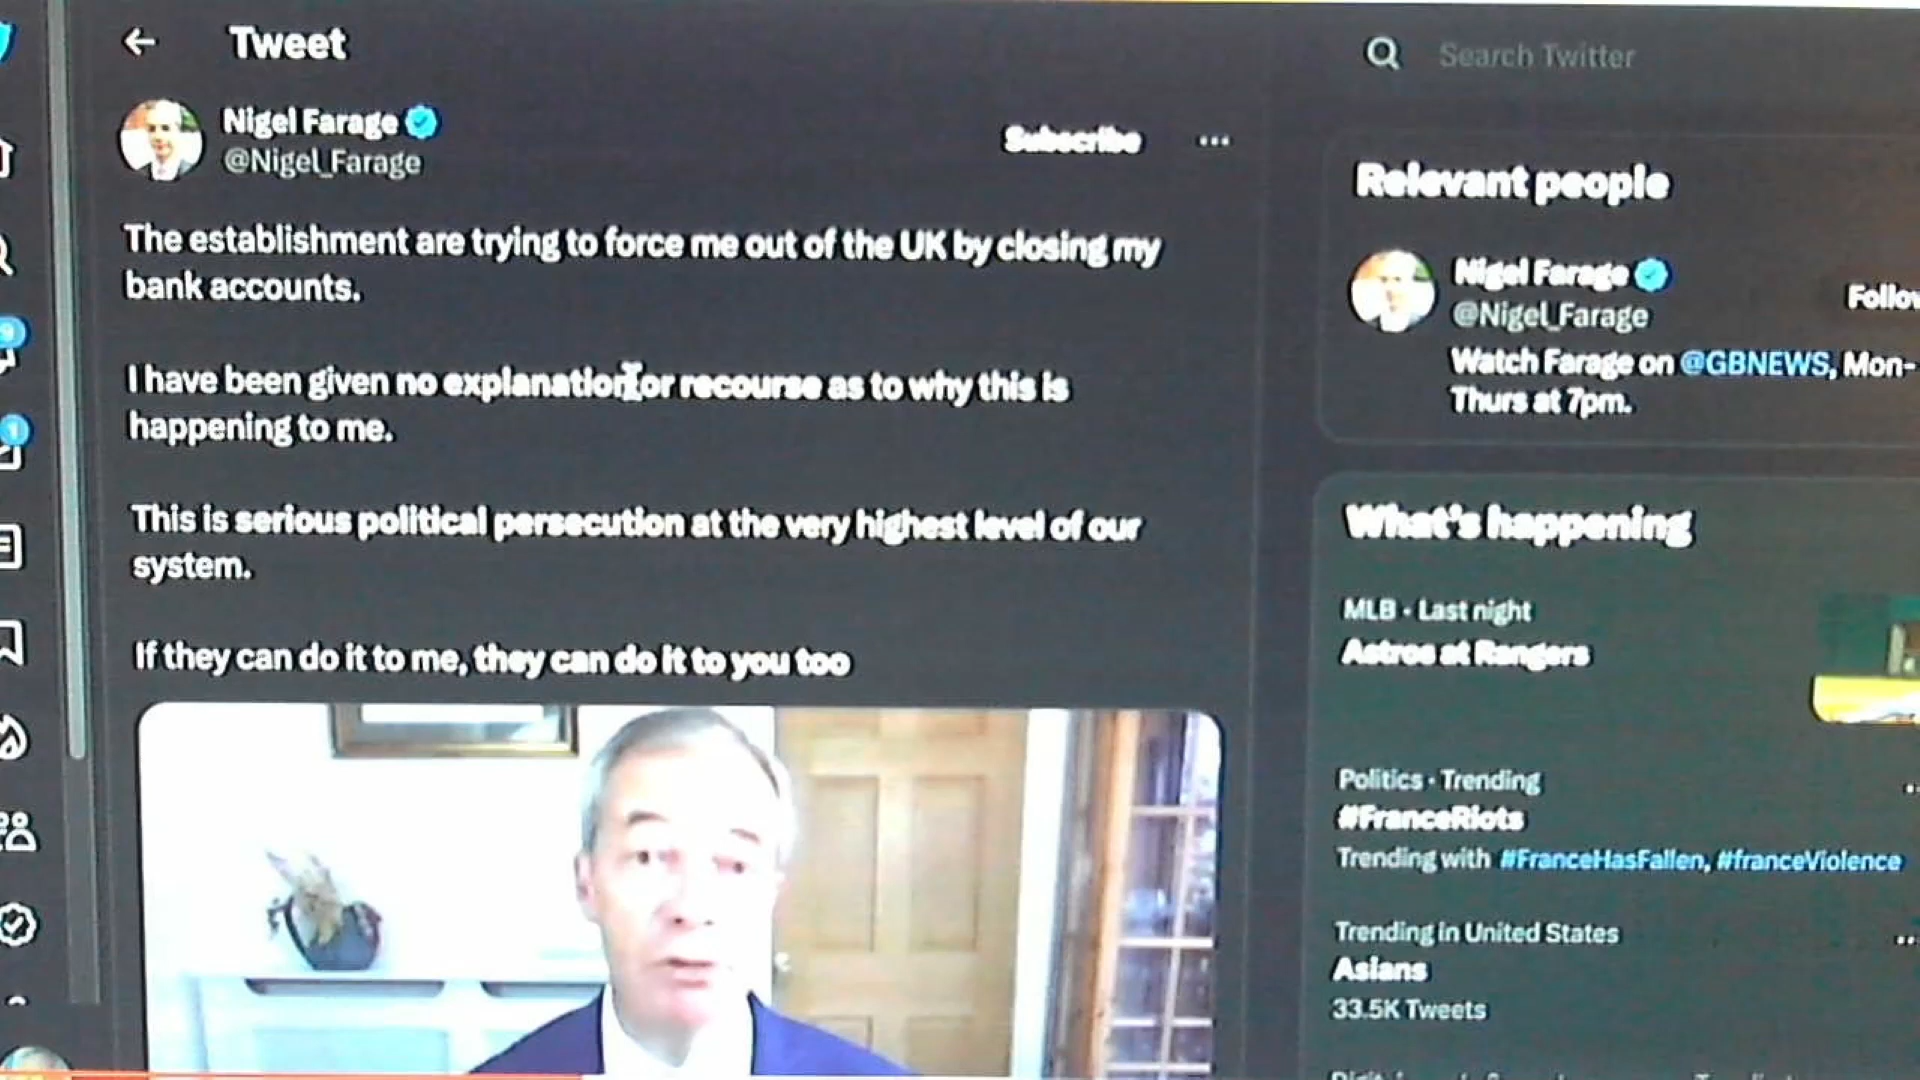 Tweet
Nigel Farage
@Nigel_Farage
Subscribe
The establishment are trying to force me out of the UK by closing my
bank accounts.
I have been given no explanation or recourse as to why this is
happening to me.
This is serious political persecution at the very highest level of our
system.
If they can do it to me, they can do it to you too
Search Twitter
Relevant people
Nigel Farage
@Nigel_Farage
Follow
Watch Farage on @GBNEWS, Mon-
Thurs at 7pm.
What's happening
MLB · Last night
Astros at Rangers
Politics · Trending
#FranceRiots
Trending with #FranceHasFallen, #franceViolence
Trending in United States
Asians
33.5K Tweets
9
1